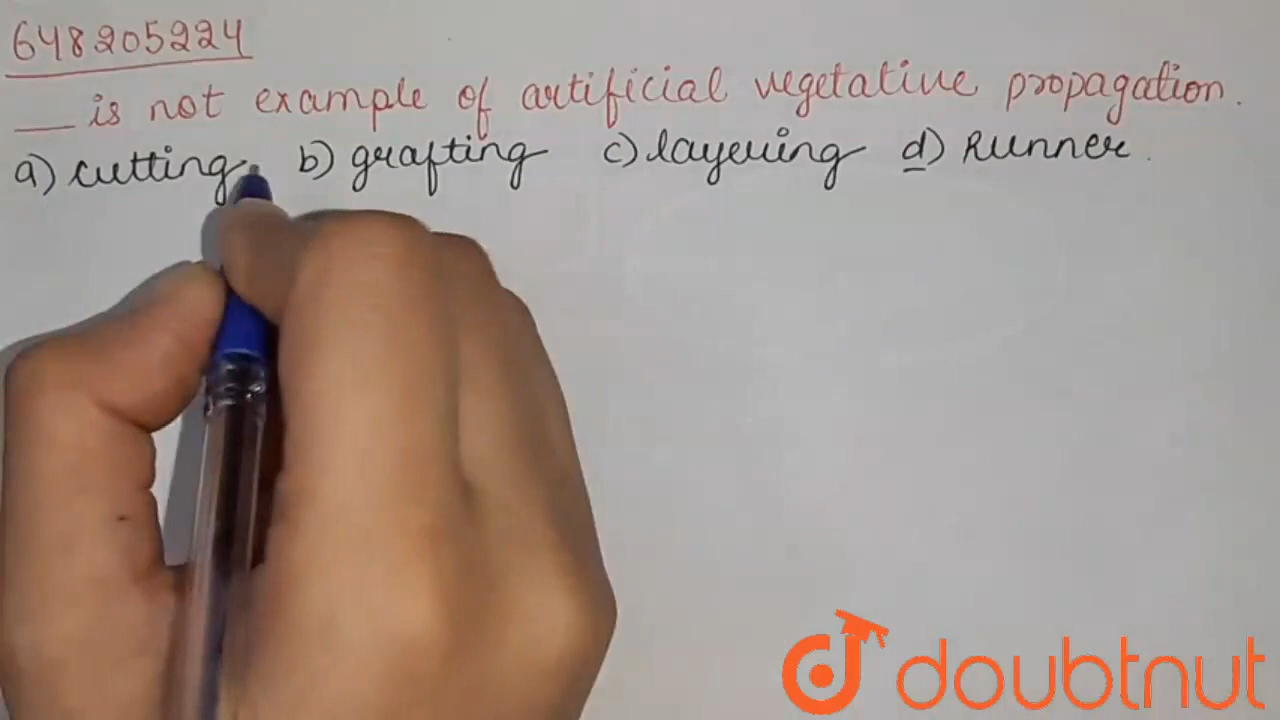 648205224
__ is not example of artificial vegetative propagation.
a) cutting b) grafting c) layering d) Runner.
doubtnut